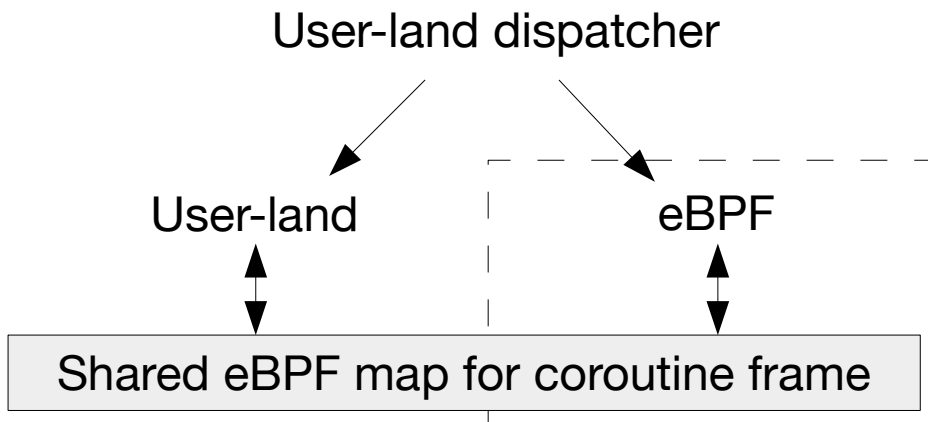 User-land dispatcher
User-land
eBPF
Shared eBPF map for coroutine frame